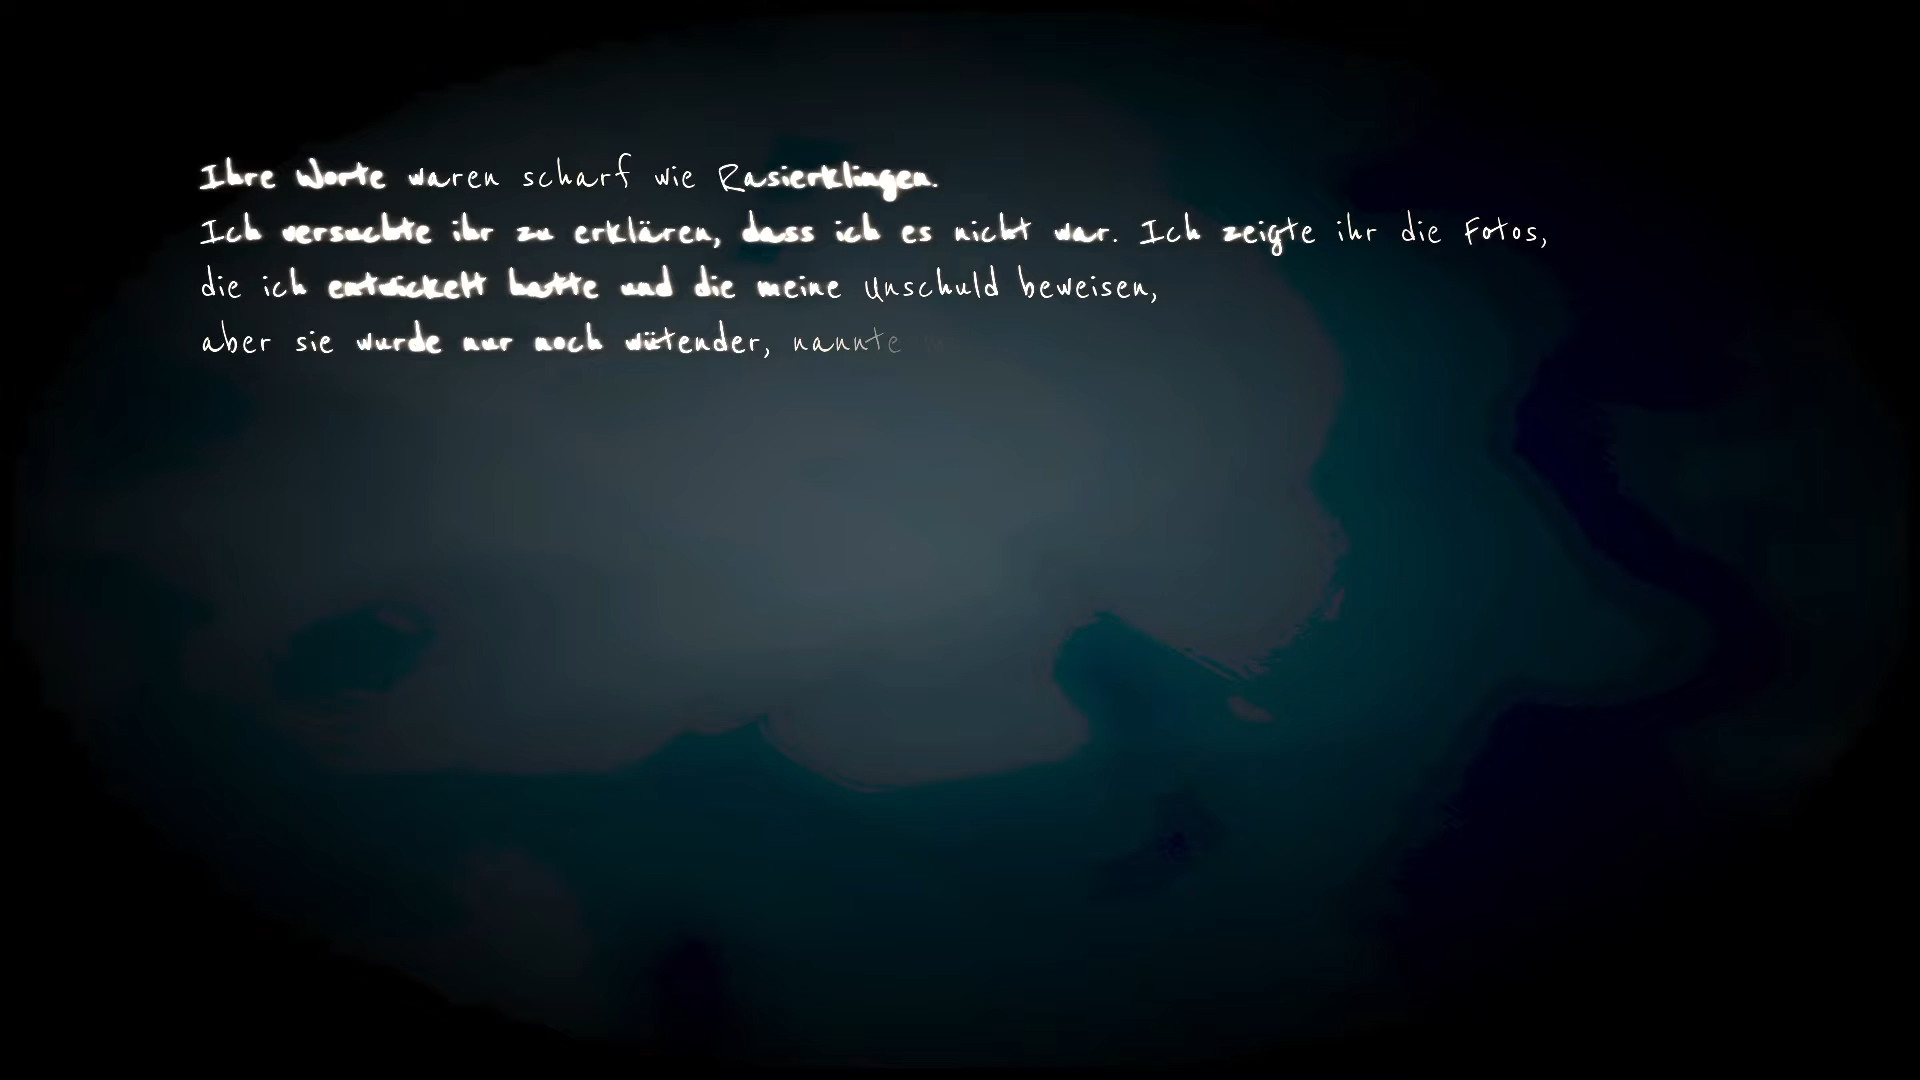 Ihre Worte waren scharf wie Rasierklingen.
Ich versuchte ihr zu erklären, dass ich es nicht war. Ich zeigte ihr die Fotos,
die ich entwickelt hatte und die meine Unschuld beweisen,
aber sie wurde nur noch wütender, nannte